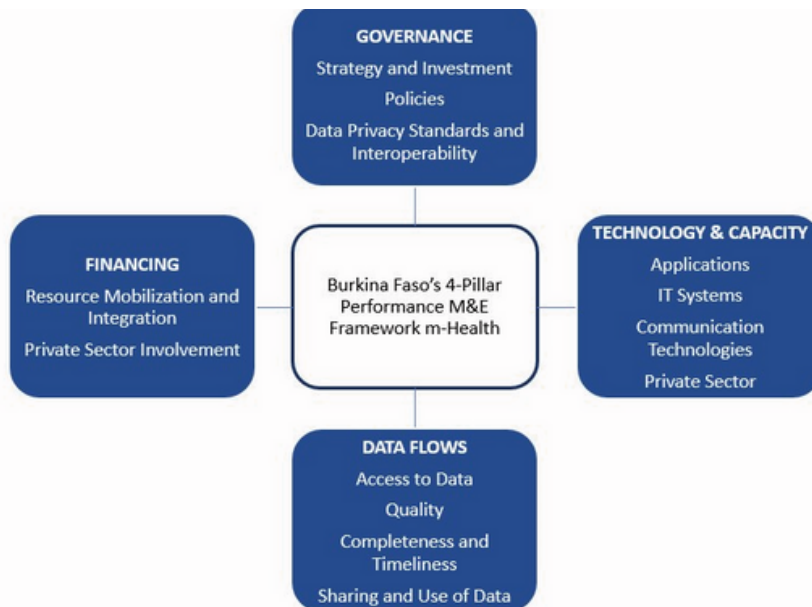 GOVERNANCE
Strategy and Investment
Policies
Data Privacy Standards and
Interoperability
FINANCING
Resource Mobilization and
Integration
Private Sector Involvement
Burkina Faso's 4-Pillar
Performance M&E
Framework m-Health
TECHNOLOGY & CAPACITY
Applications
IT Systems
Communication
Technologies
Private Sector
DATA FLOWS
Access to Data
Quality
Completeness and
Timeliness
Sharing and Use of Data